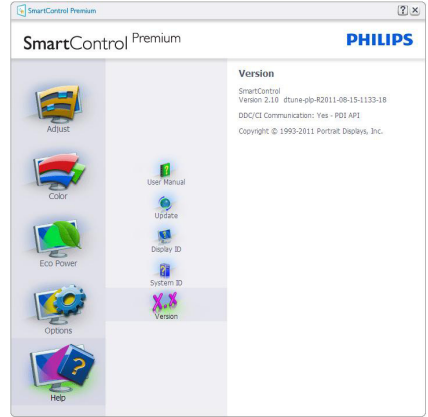 SmartControl Premium
SmartControl Premium
PHILIPS
Adjust
Color
Eco Power
Options
Help
User Manual
Update
Display ID
System ID
X.X
Version
Version
SmartControl
Version 2.10 dtune-plp-R2011-08-15-1133-18
DDC/CI Communication: Yes - PDI API
Copyright © 1993-2011 Portrait Displays, Inc.